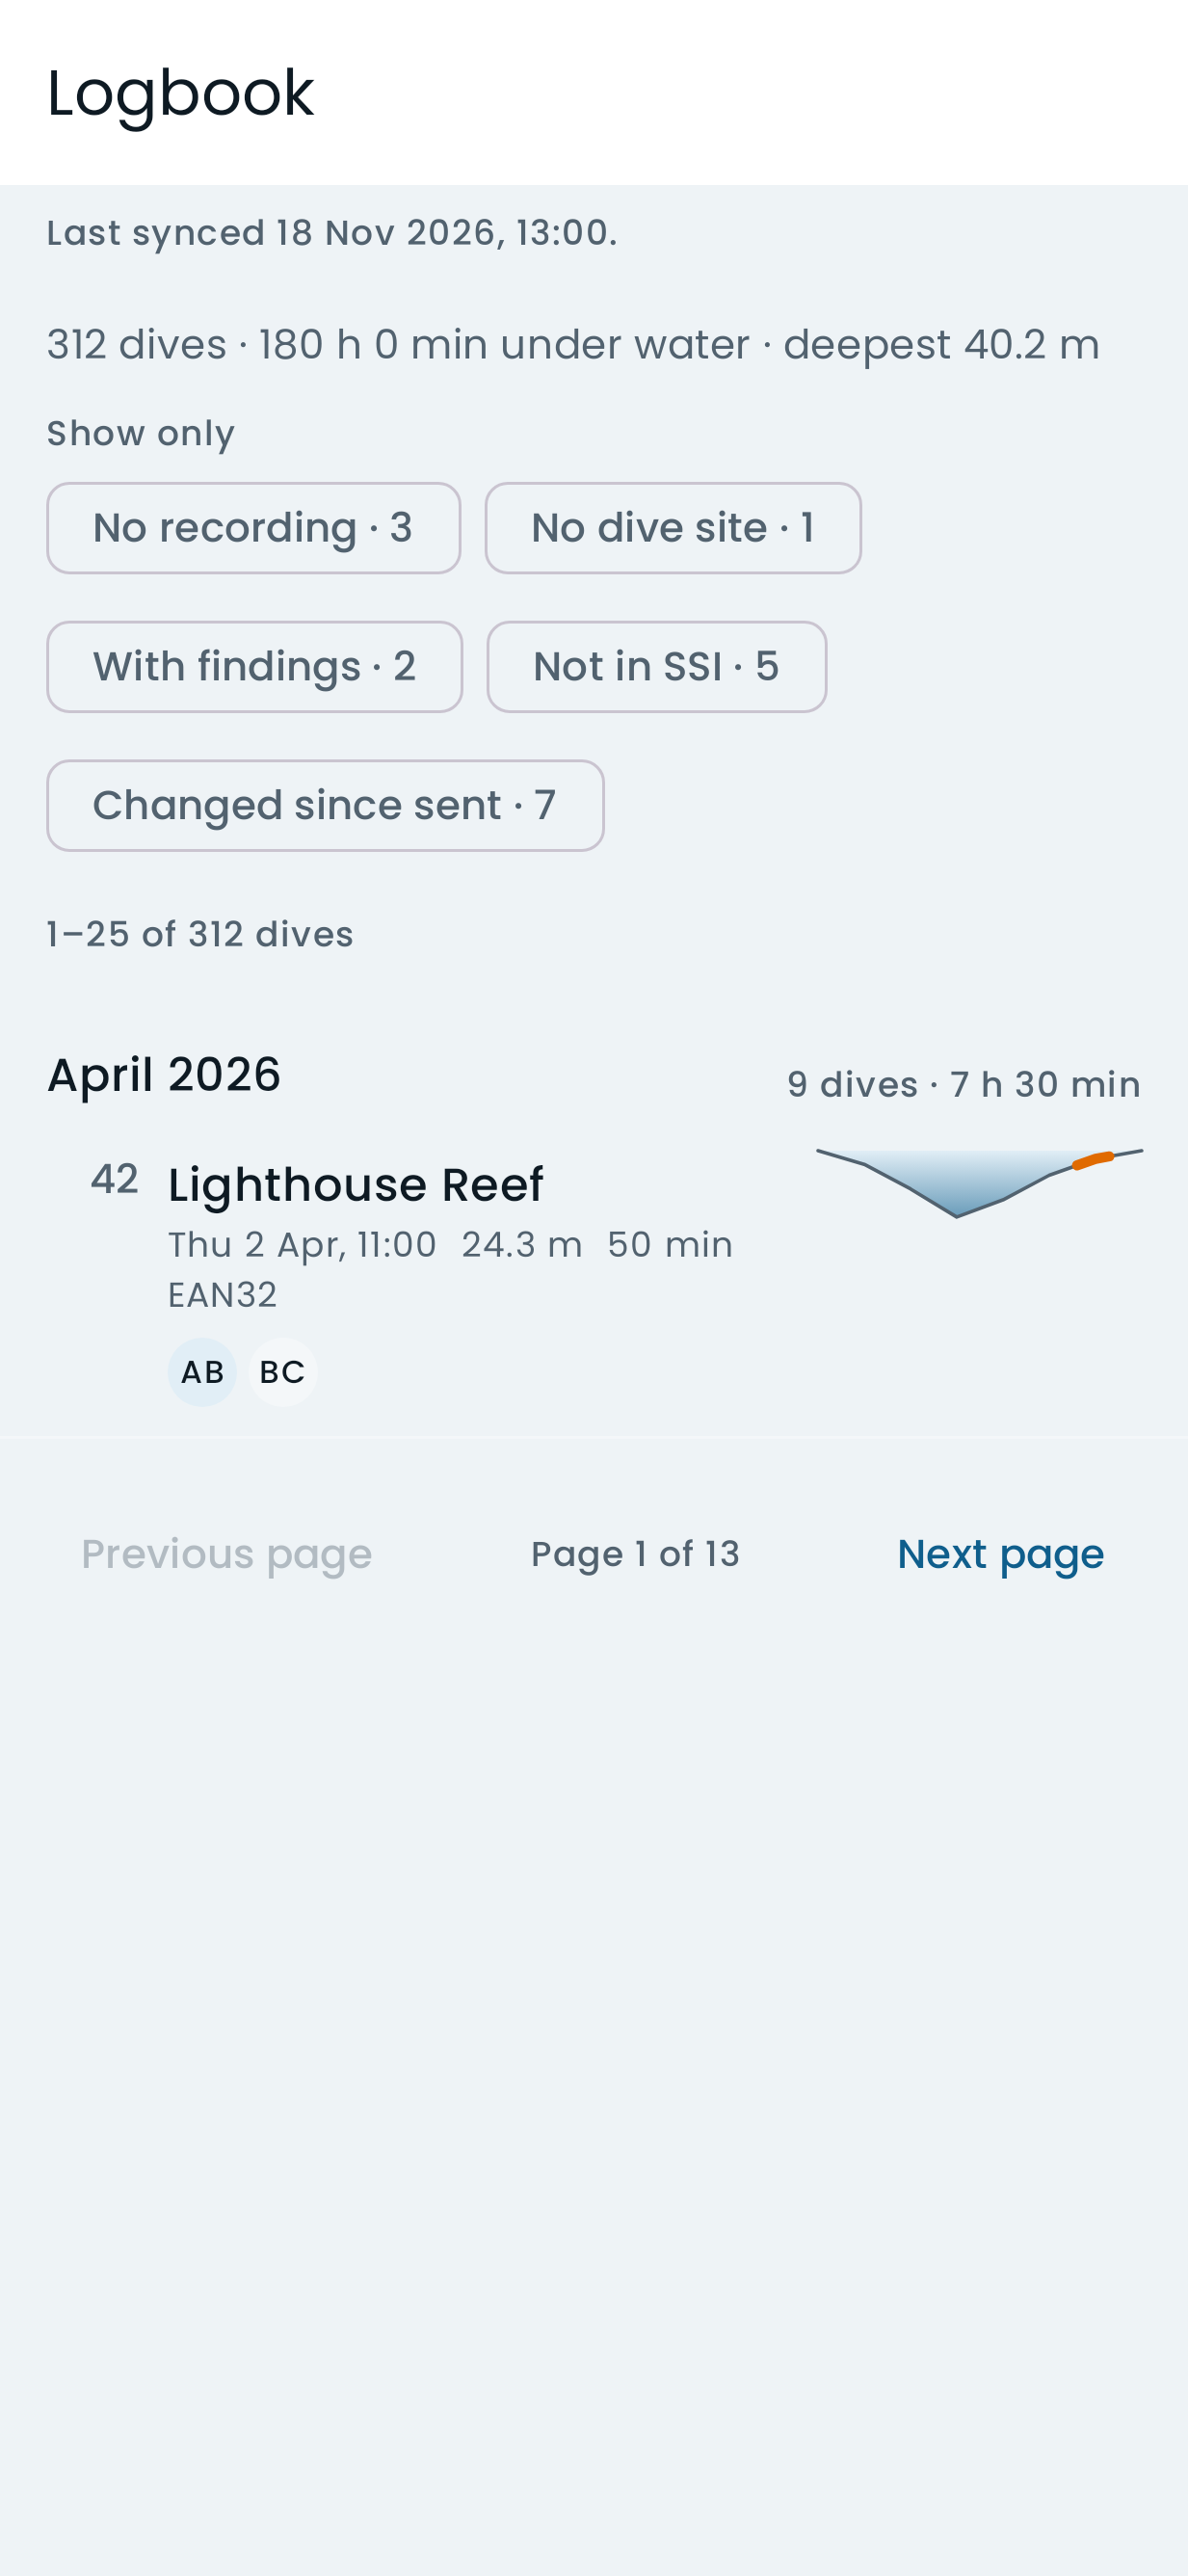 Logbook
Last synced 18 Nov 2026, 13:00.
312 dives · 180 h 0 min under water · deepest 40.2 m
Show only
No recording · 3
No dive site · 1
With findings · 2
Not in SSI · 5
Changed since sent · 7
1–25 of 312 dives
April 2026
9 dives · 7 h 30 min
42
Lighthouse Reef
Thu 2 Apr, 11:00 24.3 m 50 min
EAN32
AB BC
Previous page
Page 1 of 13
Next page